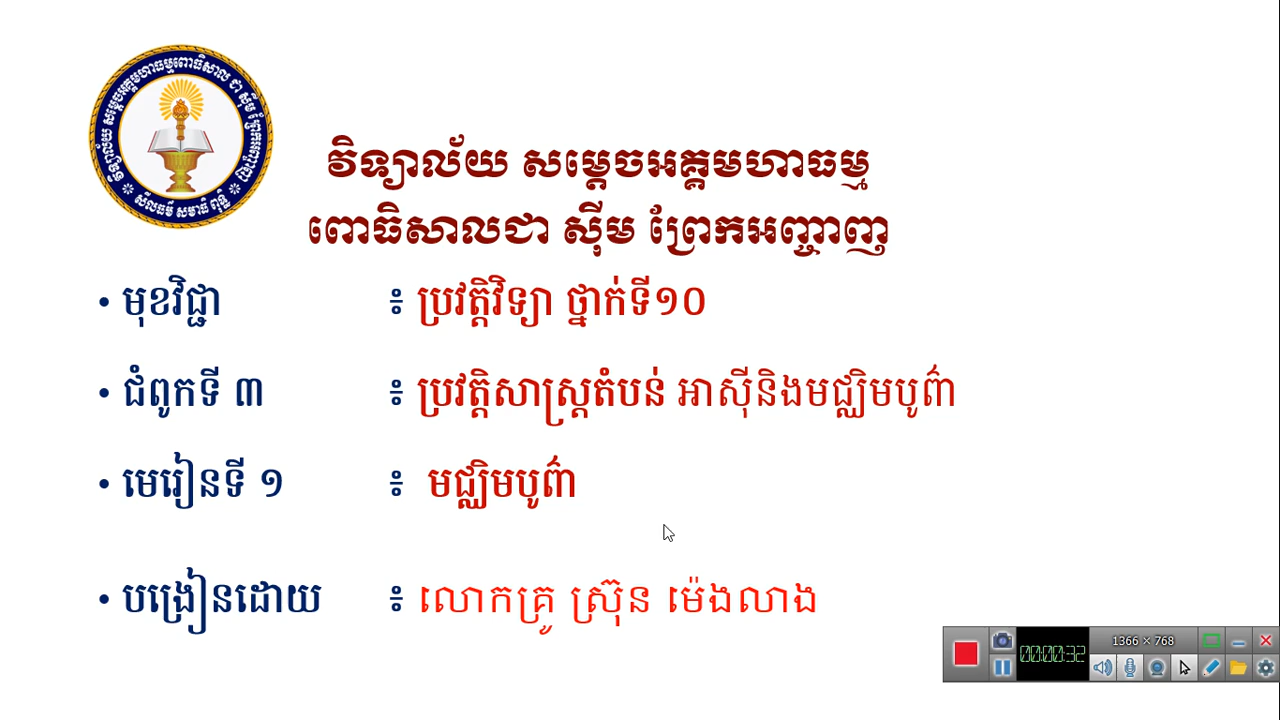 វិទ្យាល័យ សម្តេចអគ្គមហាធម្ម
ពោធិសាលជា ស៊ីម ព្រែកអញ្ចាញ
• មុខវិជ្ជា ៖ ប្រវត្តិវិទ្យា ថ្នាក់ទី១០
• ជំពូកទី ៣ ៖ ប្រវត្តិសាស្ត្រតំបន់ អាស៊ីនិងមជ្ឈិមបូព៌ា
• មេរៀនទី ១ ៖ មជ្ឈិមបូព៌ា
• បង្រៀនដោយ ៖ លោកគ្រូ ស្រ៊ុន ម៉េងលាង
1366 × 768
00:00:32